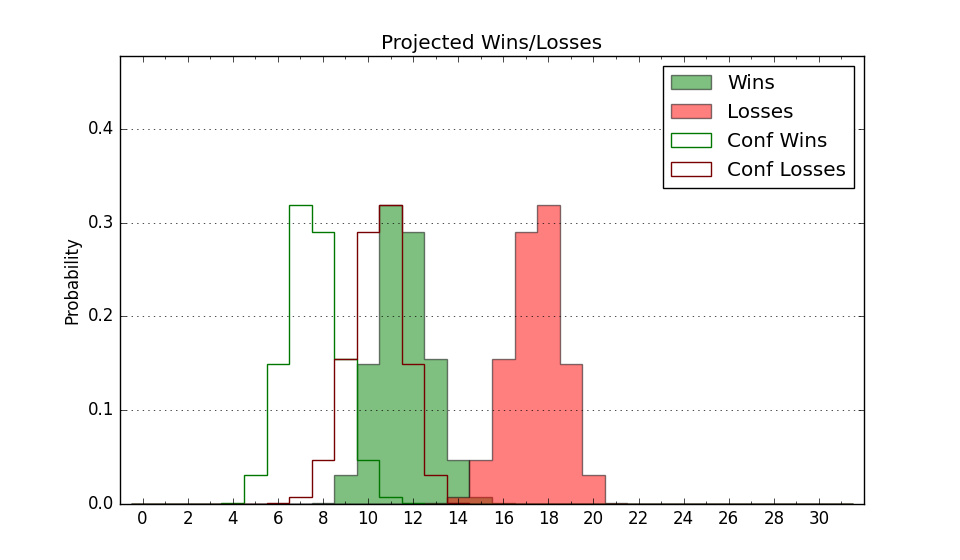 Projected Wins/Losses
Wins
Losses
Conf Wins
Conf Losses
Probability
0.4
0.3
0.2
0.1
0.0
0 2 4 6 8 10 12 14 16 18 20 22 24 26 28 30